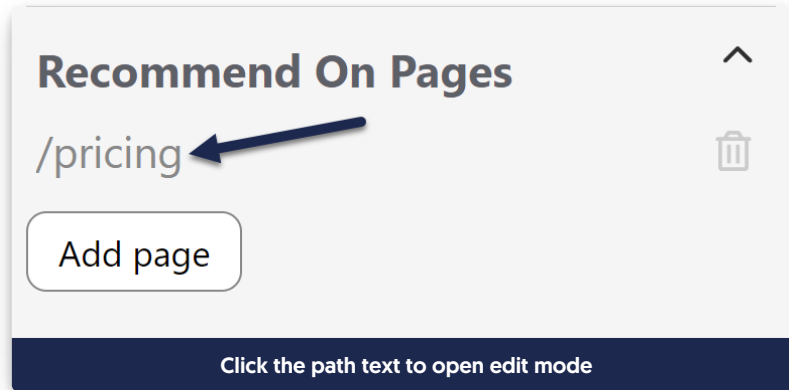 Recommend On Pages
/pricing
Add page
Click the path text to open edit mode